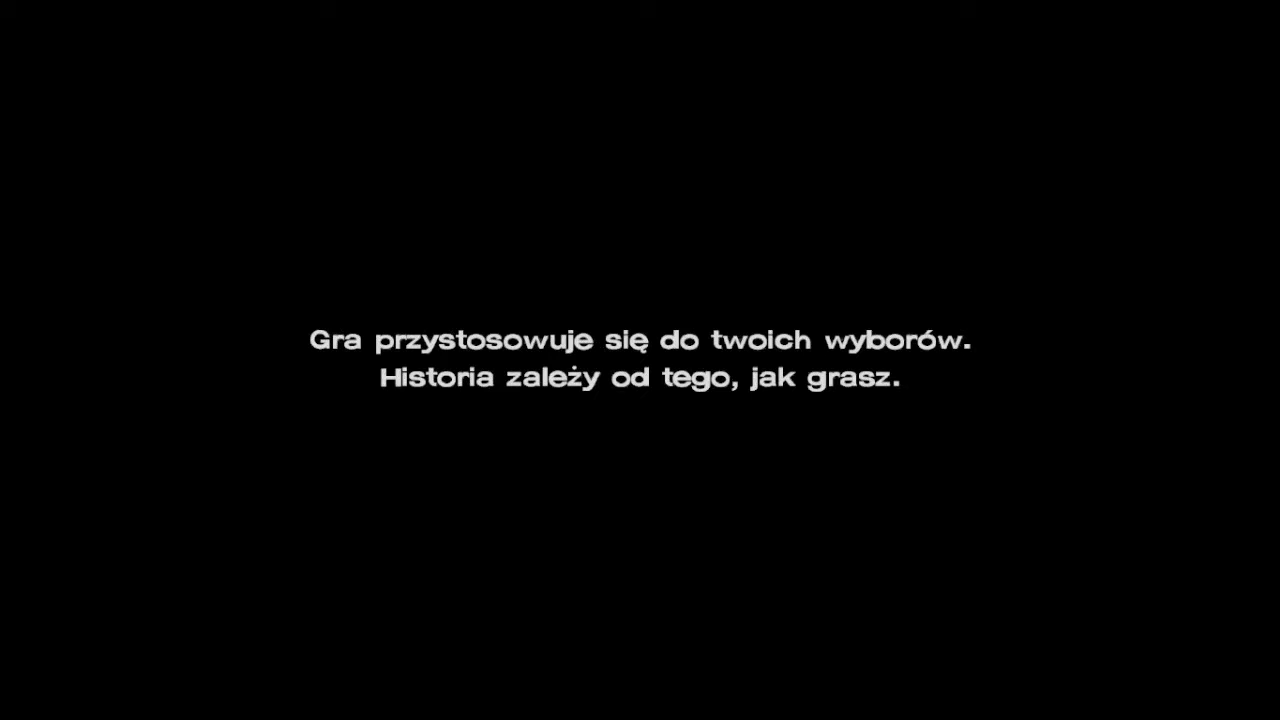 Gra przystosowuje się do twoich wyborów.
Historia zależy od tego, jak grasz.